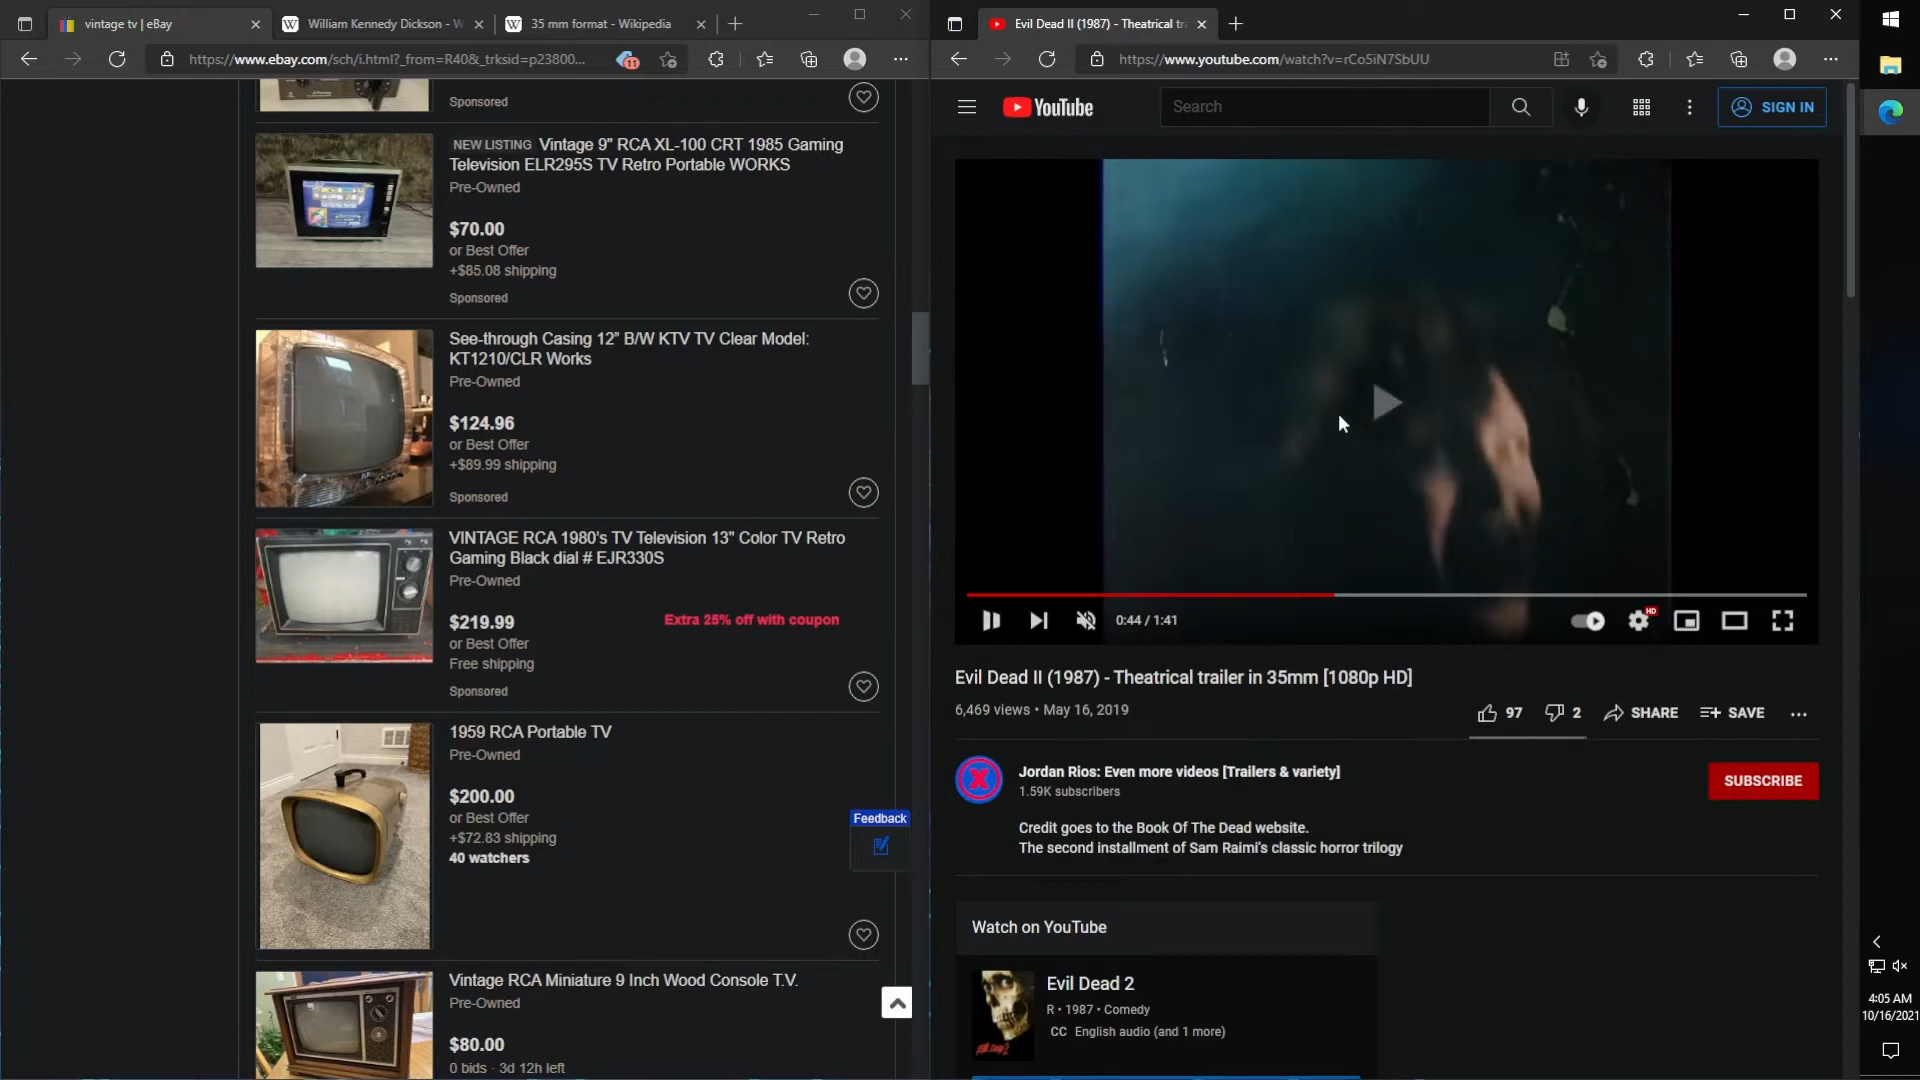 vintage tv | eBay
William Kennedy Dickson - W
35 mm format - Wikipedia
https://www.ebay.com/sch/i.html?_from=R40&_trksid=p23800...
11
Sponsored
NEW LISTING Vintage 9" RCA XL-100 CRT 1985 Gaming
Television ELR295S TV Retro Portable WORKS
Pre-Owned
$70.00
or Best Offer
+$85.08 shipping
Sponsored
See-through Casing 12” B/W KTV TV Clear Model:
KT1210/CLR Works
Pre-Owned
$124.96
or Best Offer
+$89.99 shipping
Sponsored
VINTAGE RCA 1980's TV Television 13" Color TV Retro
Gaming Black dial # EJR330S
Pre-Owned
$219.99
Extra 25% off with coupon
or Best Offer
Free shipping
Sponsored
1959 RCA Portable TV
Pre-Owned
$200.00
or Best Offer
+$72.83 shipping
40 watchers
Feedback
Vintage RCA Miniature 9 Inch Wood Console T.V.
Pre-Owned
$80.00
0 bids · 3d 12h left
Evil Dead II (1987) - Theatrical tr
https://www.youtube.com/watch?v=rCo5iN7SbUU
YouTube
Search
SIGN IN
0:44 / 1:41
HD
Evil Dead II (1987) - Theatrical trailer in 35mm [1080p HD]
6,469 views • May 16, 2019
97
2
SHARE
SAVE
X
Jordan Rios: Even more videos [Trailers & variety]
1.59K subscribers
SUBSCRIBE
Credit goes to the Book Of The Dead website.
The second installment of Sam Raimi's classic horror trilogy
Watch on YouTube
Evil Dead 2
R • 1987 • Comedy
CC English audio (and 1 more)
EVIL DEAD 2
4:05 AM
10/16/2021